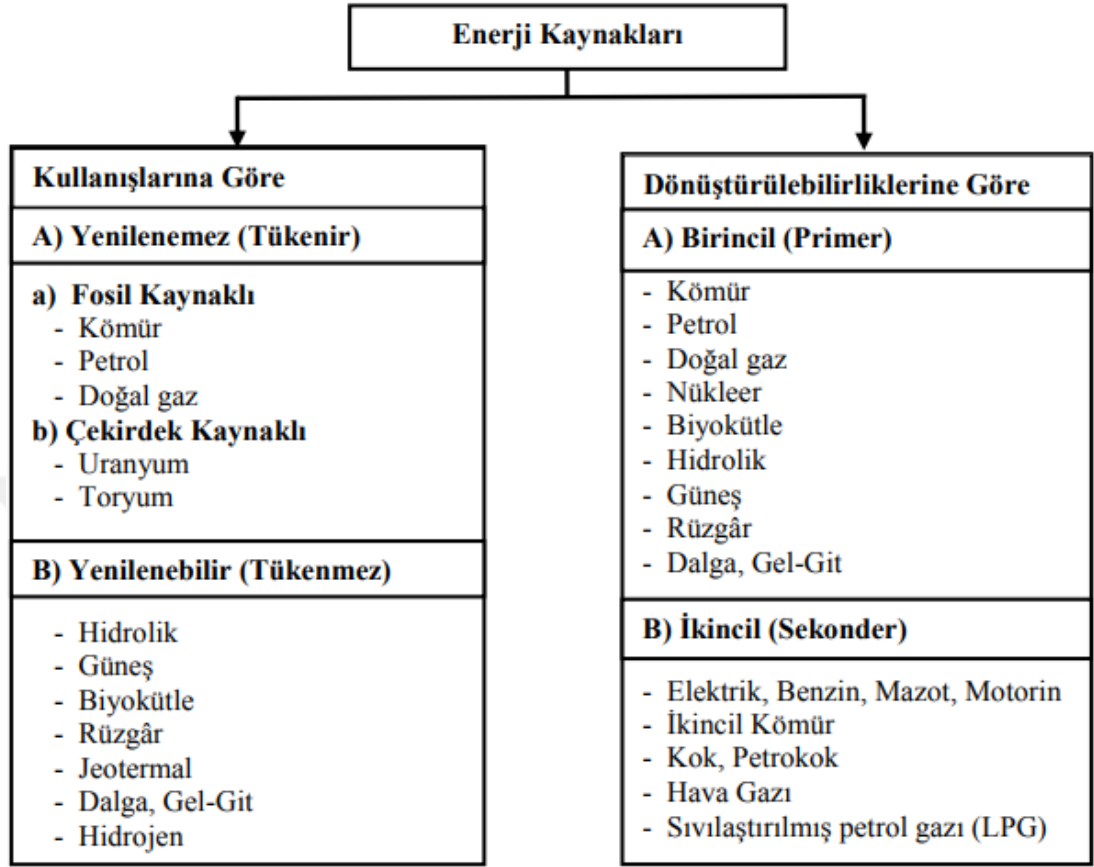 Enerji Kaynakları
Kullanışlarına Göre
A) Yenilenemez (Tükenir)
a) Fosil Kaynaklı
- Kömür
- Petrol
- Doğal gaz
b) Çekirdek Kaynaklı
- Uranyum
- Toryum
B) Yenilenebilir (Tükenmez)
- Hidrolik
- Güneş
- Biyokütle
- Rüzgâr
- Jeotermal
- Dalga, Gel-Git
- Hidrojen
Dönüştürülebilirliklerine Göre
A) Birincil (Primer)
- Kömür
- Petrol
- Doğal gaz
- Nükleer
- Biyokütle
- Hidrolik
- Güneş
- Rüzgâr
- Dalga, Gel-Git
B) İkincil (Sekonder)
- Elektrik, Benzin, Mazot, Motorin
- İkincil Kömür
- Kok, Petrokok
- Hava Gazı
- Sıvılaştırılmış petrol gazı (LPG)